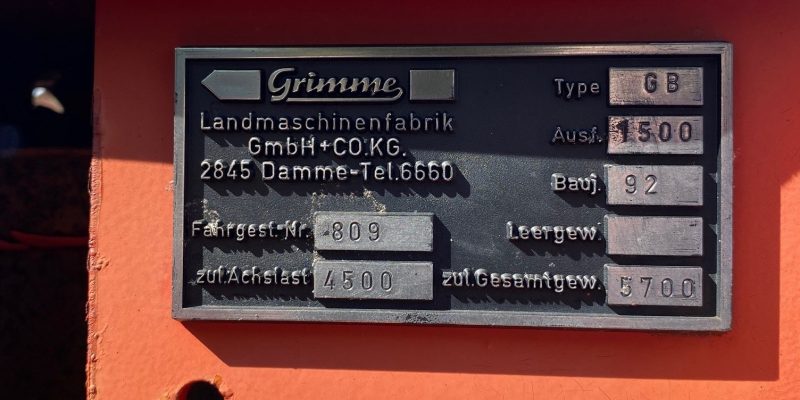 Grimme
Landmaschinenfabrik
GmbH+CO.KG.
2845 Damme-Tel.6660
Type GB
Ausf. 1500
Bauj. 92
Fahrgest.Nr. 809
Leergew.
zul.Achslast 4500
zul.Gesamtgew. 5700